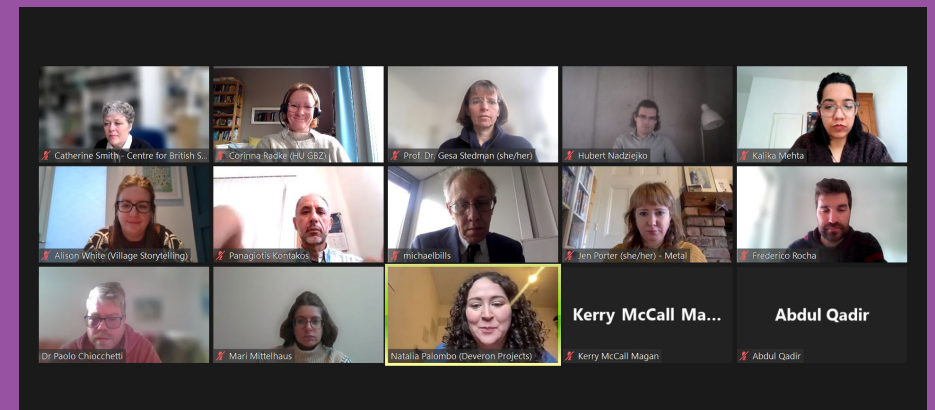 Catherine Smith - Centre for British S...
Corinna Radke (HU GBZ)
Prof. Dr. Gesa Stedman (she/her)
Hubert Nadziejko
Kalika Mehta
Alison White (Village Storytelling)
Panagiotis Kontakos
michaelbills
Jen Porter (she/her) - Metal
Frederico Rocha
Dr Paolo Chiocchetti
Mari Mittelhaus
Natalia Palombo (Deveron Projects)
Kerry McCall Ma...
Kerry McCall Magan
Abdul Qadir
Abdul Qadir